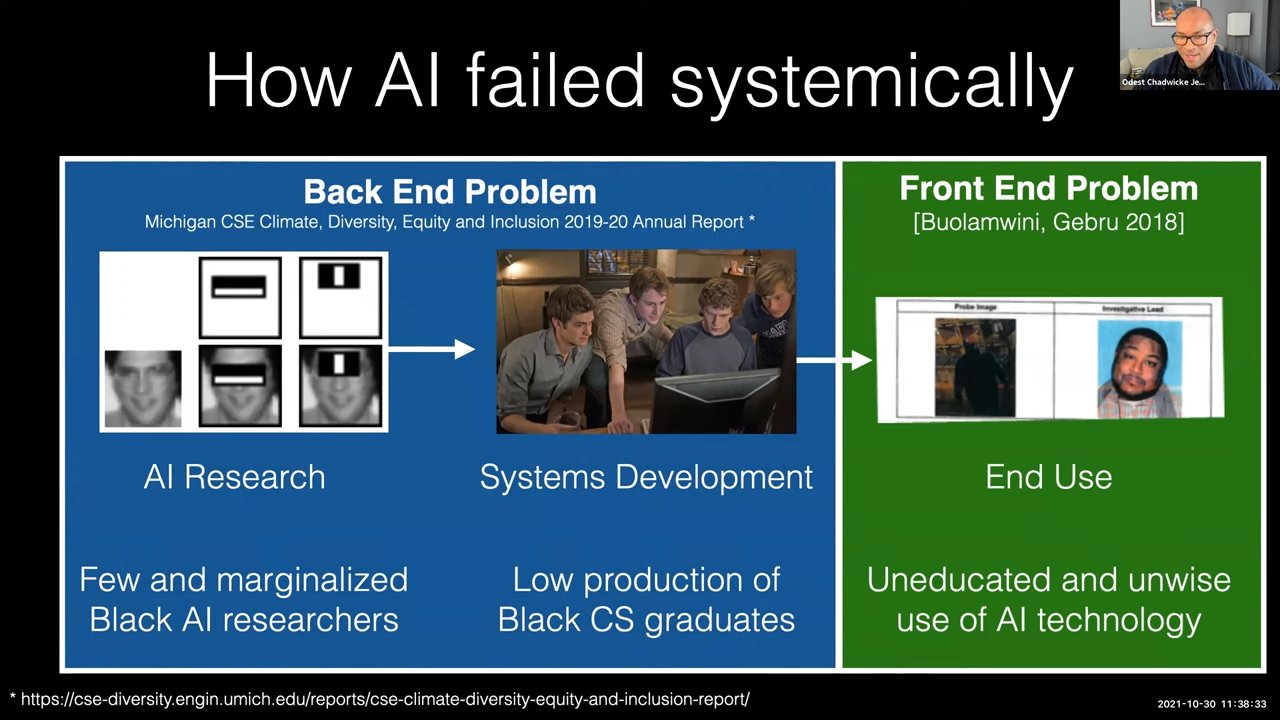 How AI failed systemically
Odest Chadwicke Je...
Back End Problem
Michigan CSE Climate, Diversity, Equity and Inclusion 2019-20 Annual Report *
AI Research
Few and marginalized
Black AI researchers
Systems Development
Low production of
Black CS graduates
Front End Problem
[Buolamwini, Gebru 2018]
Probe Image
Investigative Lead
End Use
Uneducated and unwise
use of AI technology
* https://cse-diversity.engin.umich.edu/reports/cse-climate-diversity-equity-and-inclusion-report/
2021-10-30 11:38:33